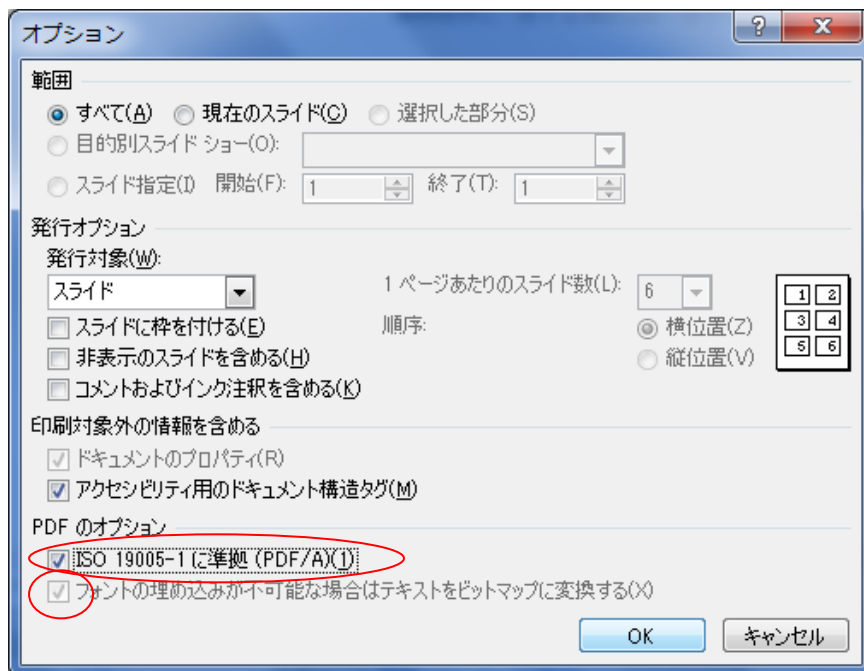 オプション
範囲
すべて(A) 現在のスライド(C) 選択した部分(S)
目的別スライド ショー(O):
スライド指定(I) 開始(F): 1 終了(T): 1
発行オプション
発行対象(W):
スライド 1 ページあたりのスライド数(L): 6
スライドに枠を付ける(E) 順序: 横位置(Z)
非表示のスライドを含める(H) 縦位置(V)
コメントおよびインク注釈を含める(K)
1 2
3 4
5 6
印刷対象外の情報を含める
ドキュメントのプロパティ(R)
アクセシビリティ用のドキュメント構造タグ(M)
PDF のオプション
ISO 19005-1 に準拠 (PDF/A)(1)
フォントの埋め込みが不可能な場合はテキストをビットマップに変換する(X)
OK キャンセル